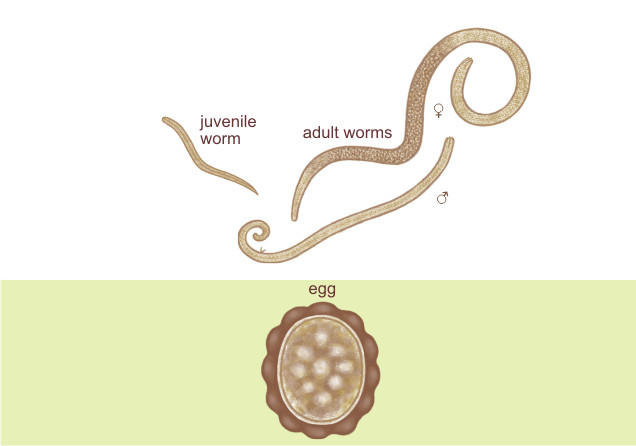 juvenile
worm
adult worms
♀
♂
egg